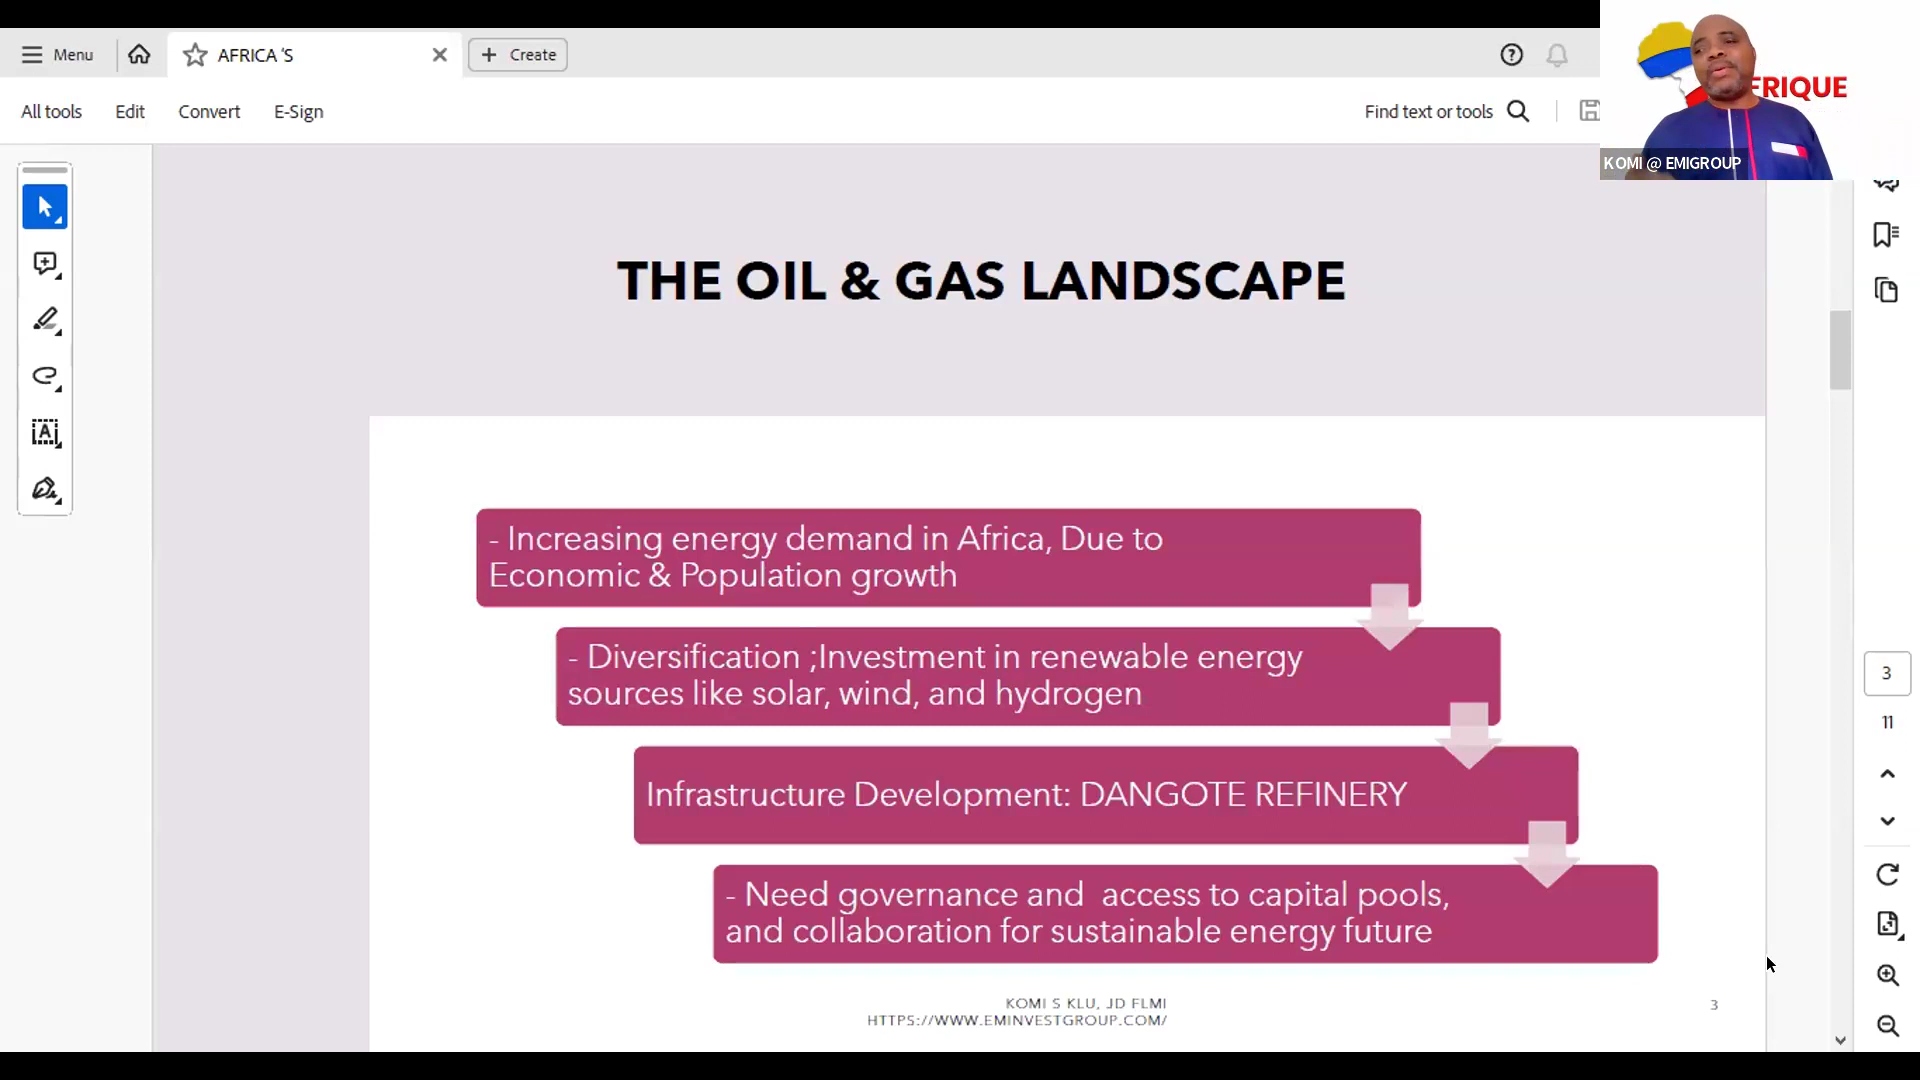 Menu
AFRICA 'S
Create
All tools
Edit
Convert
E-Sign
Find text or tools
FRIQUE
KOMI @ EMIGROUP
THE OIL & GAS LANDSCAPE
- Increasing energy demand in Africa, Due to
Economic & Population growth
- Diversification ;Investment in renewable energy
sources like solar, wind, and hydrogen
Infrastructure Development: DANGOTE REFINERY
- Need governance and  access to capital pools,
and collaboration for sustainable energy future
KOMI S KLU, JD FLMI
HTTPS://WWW.EMINVESTGROUP.COM/
3
3
11